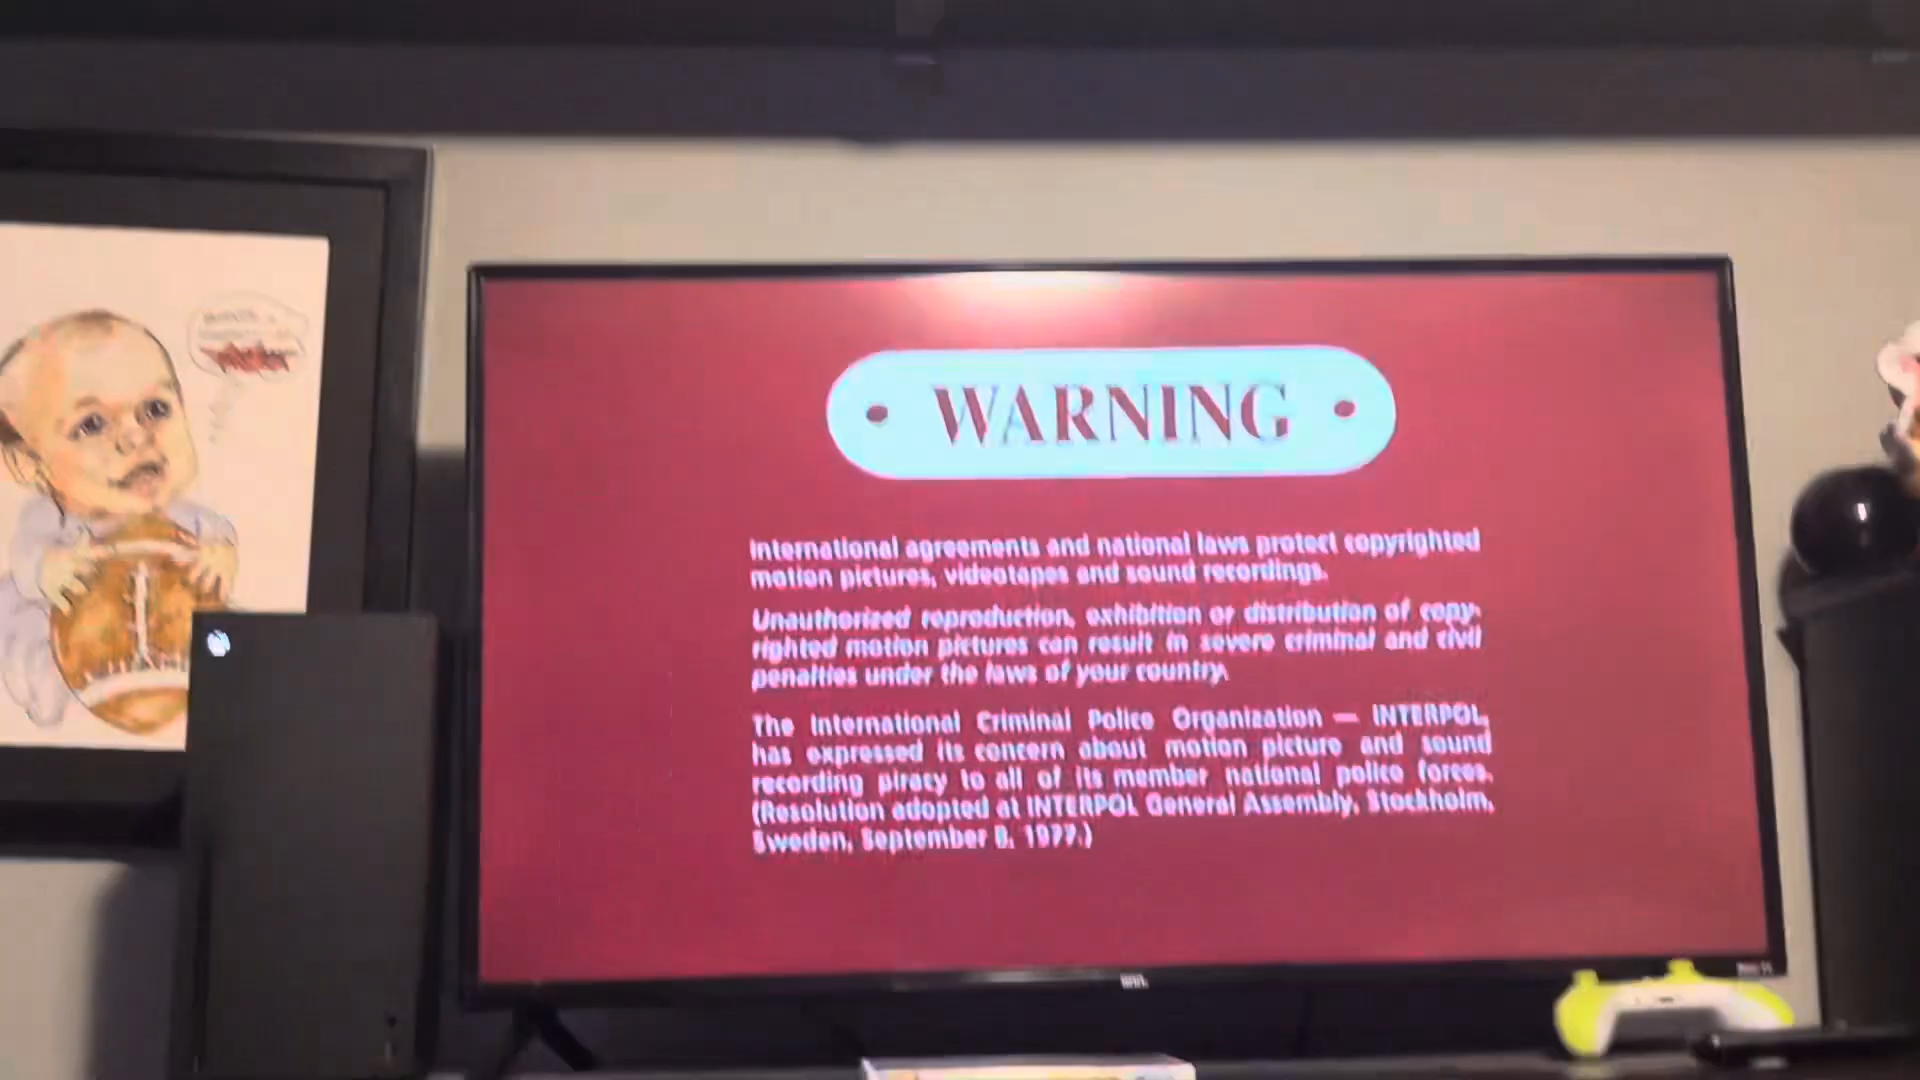 • WARNING •
International agreements and national laws protect copyrighted
motion pictures, videotapes and sound recordings.
Unauthorized reproduction, exhibition or distribution of copy-
righted motion pictures can result in severe criminal and civil
penalties under the laws of your country.
The International Criminal Police Organization — INTERPOL,
has expressed its concern about motion picture and sound
recording piracy to all of its member national police forces.
(Resolution adopted at INTERPOL General Assembly, Stockholm,
Sweden, September 8, 1977.)